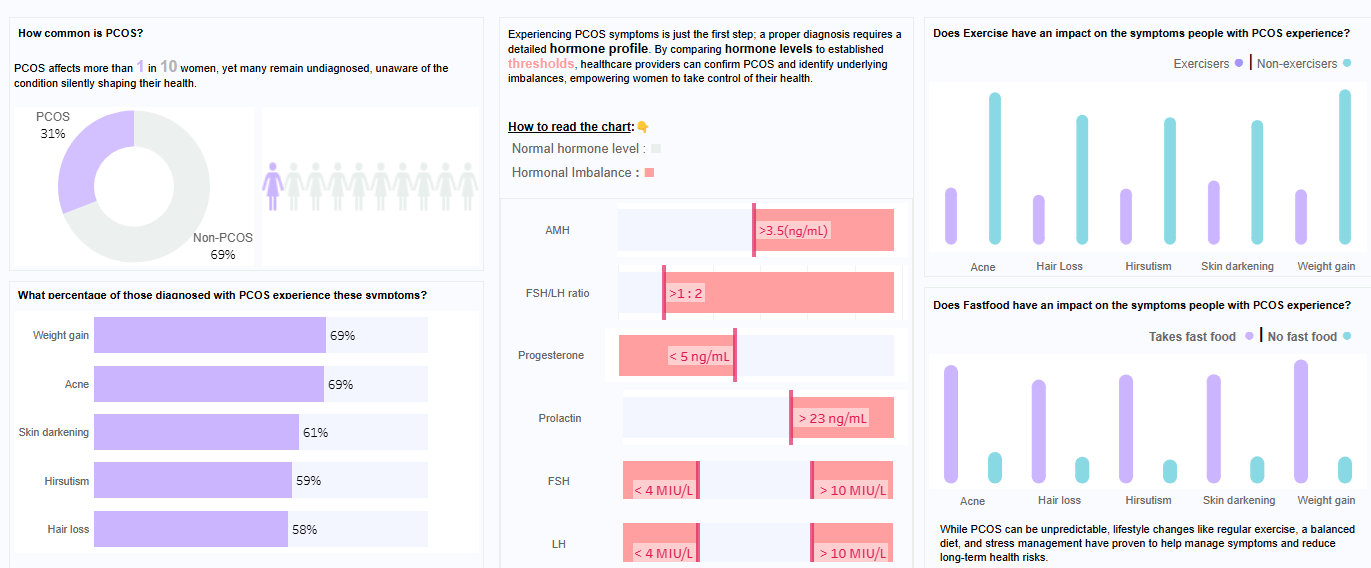 How common is PCOS?
PCOS affects more than 1 in 10 women, yet many remain undiagnosed, unaware of the
condition silently shaping their health.
PCOS
31%
Non-PCOS
69%
What percentage of those diagnosed with PCOS experience these symptoms?
Weight gain
69%
Acne
69%
Skin darkening
61%
Hirsutism
59%
Hair loss
58%
Experiencing PCOS symptoms is just the first step; a proper diagnosis requires a
detailed hormone profile. By comparing hormone levels to established
thresholds, healthcare providers can confirm PCOS and identify underlying
imbalances, empowering women to take control of their health.
How to read the chart:👇
Normal hormone level :
Hormonal Imbalance :
AMH
>3.5(ng/mL)
FSH/LH ratio
>1 : 2
Progesterone
< 5 ng/mL
Prolactin
> 23 ng/mL
FSH
< 4 MIU/L
> 10 MIU/L
LH
< 4 MIU/L
> 10 MIU/L
Does Exercise have an impact on the symptoms people with PCOS experience?
Exercisers | Non-exercisers
Acne
Hair Loss
Hirsutism
Skin darkening
Weight gain
Does Fastfood have an impact on the symptoms people with PCOS experience?
Takes fast food | No fast food
Acne
Hair loss
Hirsutism
Skin darkening
Weight gain
While PCOS can be unpredictable, lifestyle changes like regular exercise, a balanced
diet, and stress management have proven to help manage symptoms and reduce
long-term health risks.